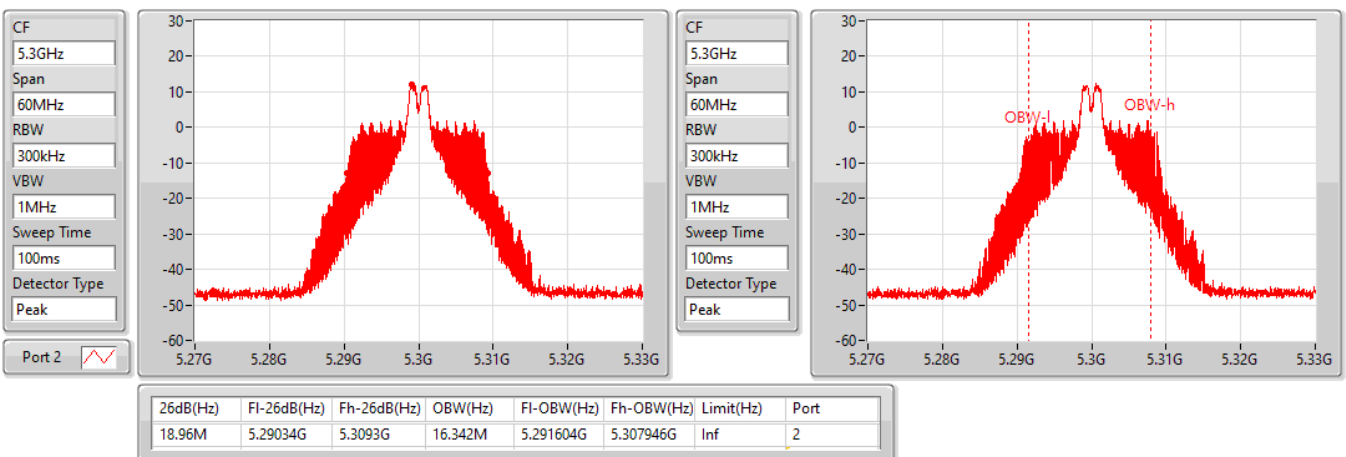 CF
5.3GHz
Span
60MHz
RBW
300kHz
VBW
1MHz
Sweep Time
100ms
Detector Type
Peak
Port 2
30
20
10
0
-10
-20
-30
-40
-50
-60
5.27G 5.28G 5.29G 5.3G 5.31G 5.32G 5.33G
CF
5.3GHz
Span
60MHz
RBW
300kHz
VBW
1MHz
Sweep Time
100ms
Detector Type
Peak
30
20
10
0
-10
-20
-30
-40
-50
-60
OBW-l
OBW-h
5.27G 5.28G 5.29G 5.3G 5.31G 5.32G 5.33G
26dB(Hz) Fl-26dB(Hz) Fh-26dB(Hz) OBW(Hz) Fl-OBW(Hz) Fh-OBW(Hz) Limit(Hz) Port
18.96M 5.29034G 5.3093G 16.342M 5.291604G 5.307946G Inf 2